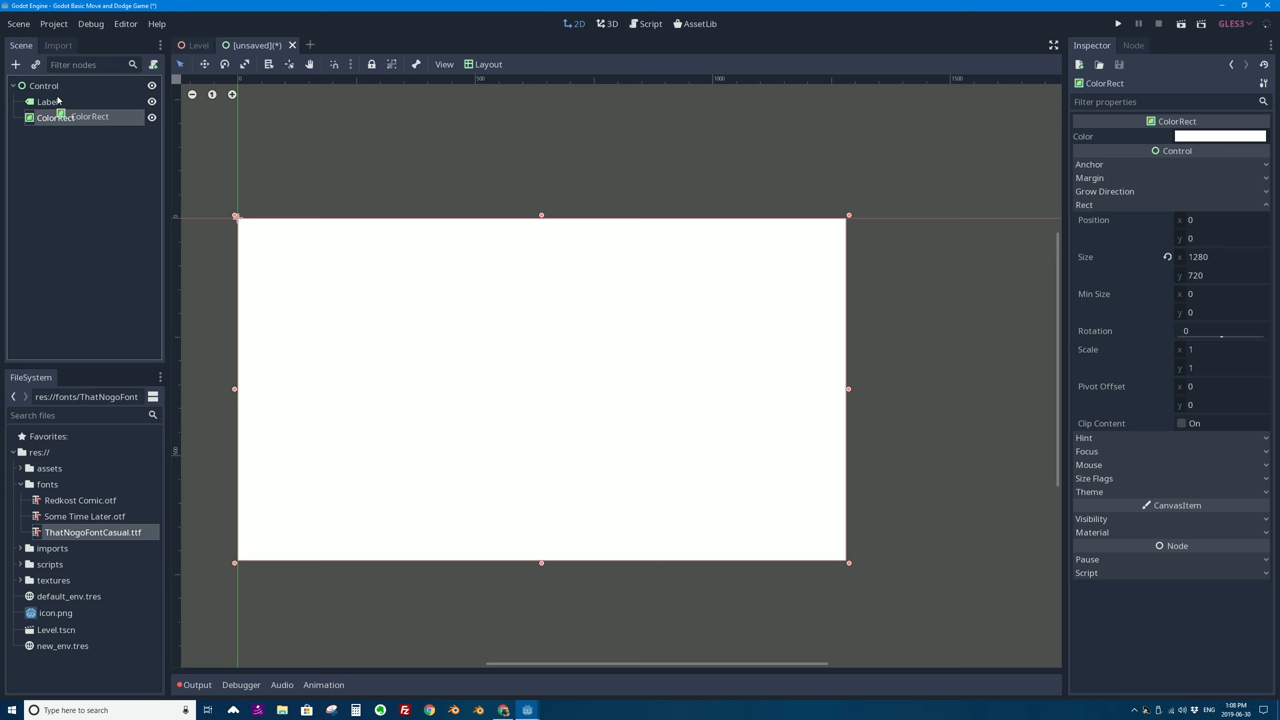 Godot Engine - Godot Basic Move and Dodge Game (*)
Scene Project Debug Editor Help
2D 3D Script AssetLib
GLES3
Scene Import
Level [unsaved](*)
Inspector Node
Filter nodes
View Layout
Control
Label
ColorRect
ColorRect
0 500 1000 1500
0
500
ColorRect
Filter properties
ColorRect
Color
Control
Anchor
Margin
Grow Direction
Rect
Position x 0
y 0
Size x 1280
y 720
Min Size x 0
y 0
Rotation 0
Scale x 1
y 1
Pivot Offset x 0
y 0
Clip Content On
Hint
Focus
Mouse
Size Flags
Theme
CanvasItem
Visibility
Material
Node
Pause
Script
FileSystem
res://fonts/ThatNogoFont
Search files
Favorites:
res://
assets
fonts
Redkost Comic.otf
Some Time Later.otf
ThatNogoFontCasual.ttf
imports
scripts
textures
default_env.tres
icon.png
Level.tscn
new_env.tres
Output Debugger Audio Animation
Type here to search
ENG
1:08 PM
2019-06-30